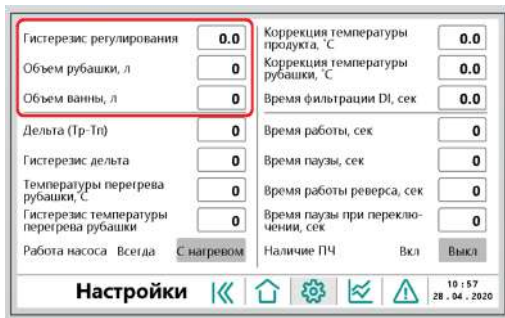 Гистерезис регулирования 0.0
Объем рубашки, л 0
Объем ванны, л 0
Дельта (Тр-Тп) 0
Гистерезис дельта 0
Температуры перегрева
рубашки,°С 0
Гистерезис температуры
перегрева рубашки 0
Работа насоса Всегда С нагревом
Коррекция температуры
продукта, °С 0.0
Коррекция температуры
рубашки, °С 0.0
Время фильтрации DI, сек 0.0
Время работы, сек 0
Время паузы, сек 0
Время работы реверса, сек 0
Время паузы при переклю-
чении, сек 0
Наличие ПЧ Вкл Выкл
Настройки
10 : 57
28 . 04 . 2020